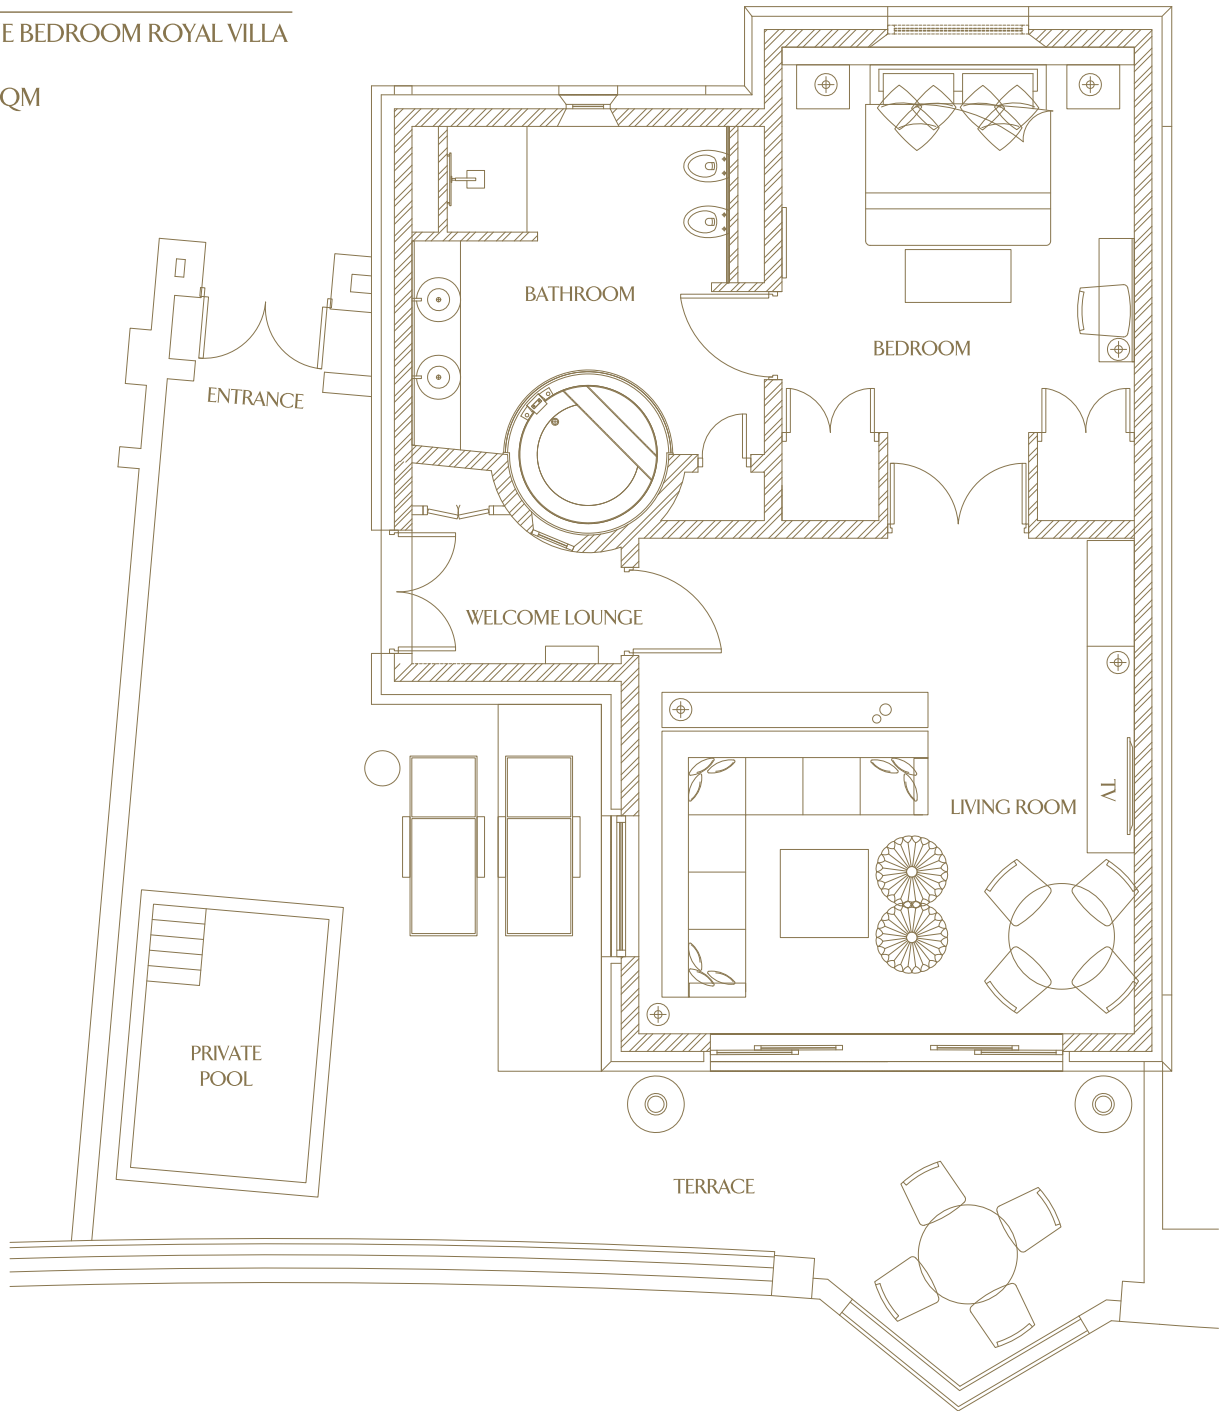 E BEDROOM ROYAL VILLA
QM
BATHROOM
BEDROOM
ENTRANCE
WELCOME LOUNGE
TV
LIVING ROOM
PRIVATE
POOL
TERRACE